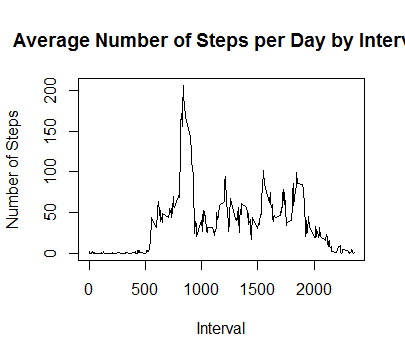 Average Number of Steps per Day by Interv
Number of Steps
200
150
100
50
0
0 500 1000 1500 2000
Interval